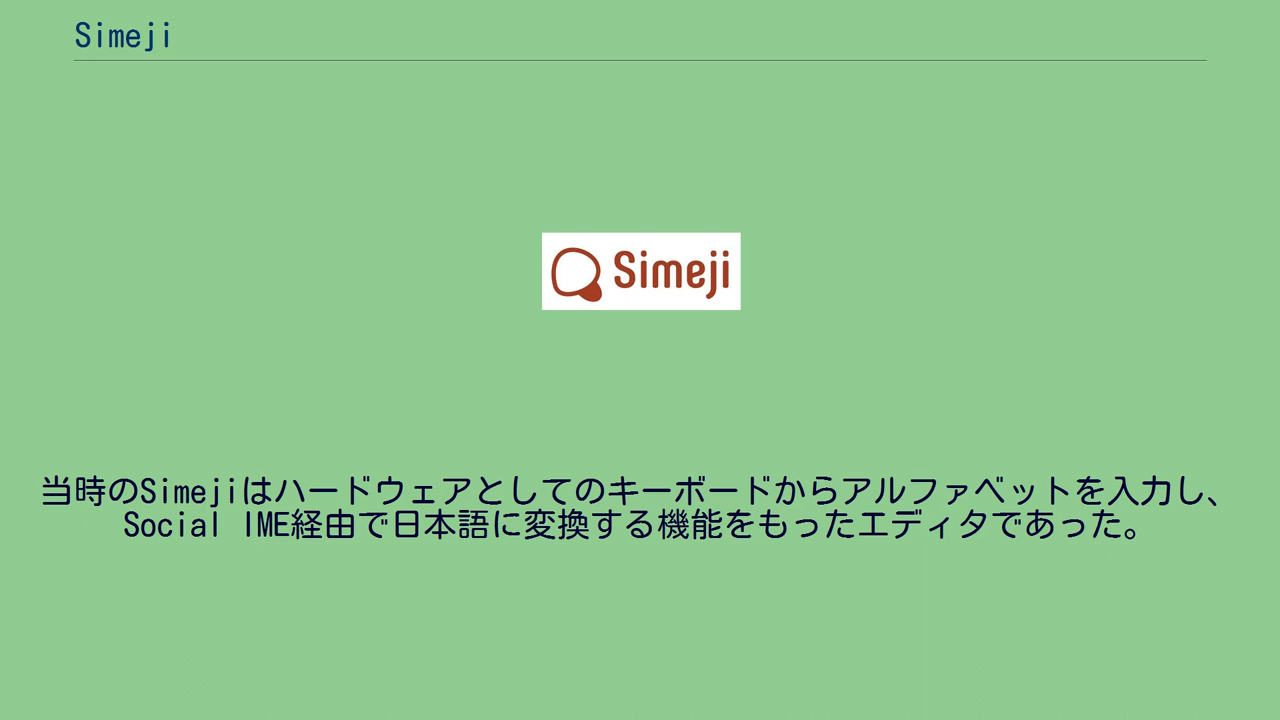 Simeji
Simeji
当時のSimejiはハードウェアとしてのキーボードからアルファベットを入力し、
Social IME経由で日本語に変換する機能をもったエディタであった。